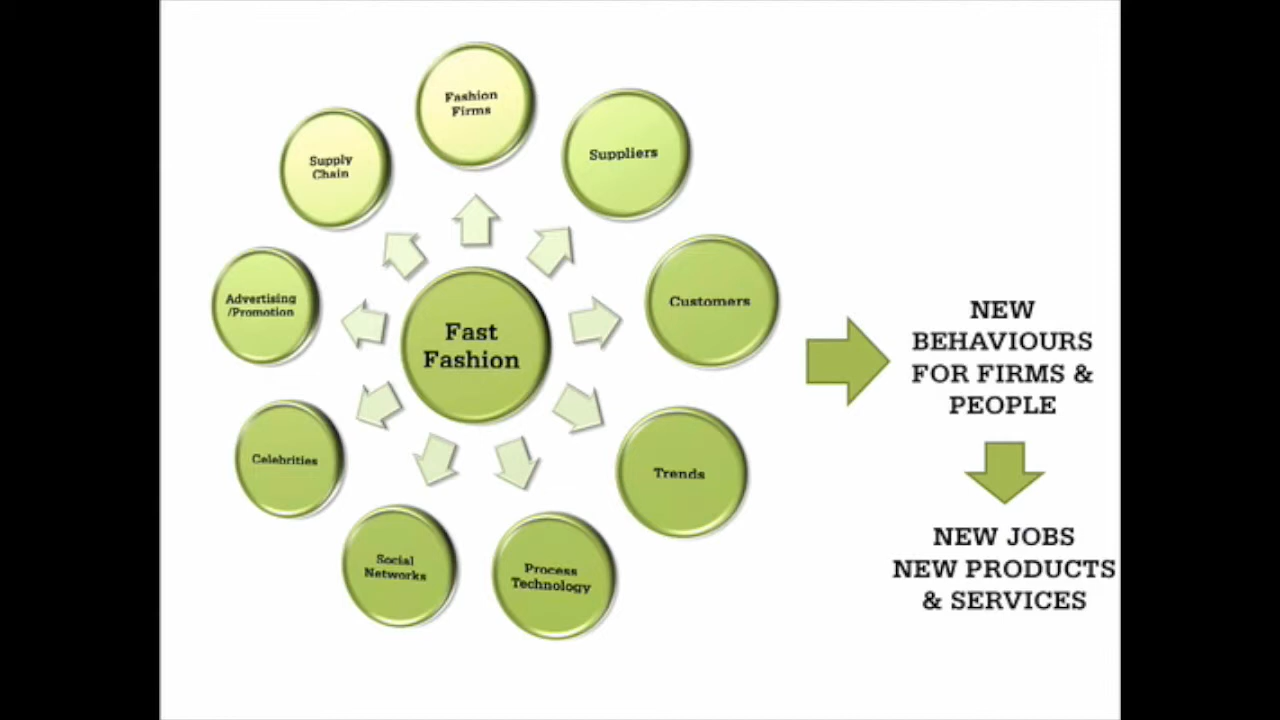 Fashion
Firms
Suppliers
Supply
Chain
Advertising
/Promotion
Customers
Fast
Fashion
Celebrities
Trends
Social
Networks
Process
Technology
NEW
BEHAVIOURS
FOR FIRMS &
PEOPLE
NEW JOBS
NEW PRODUCTS
& SERVICES